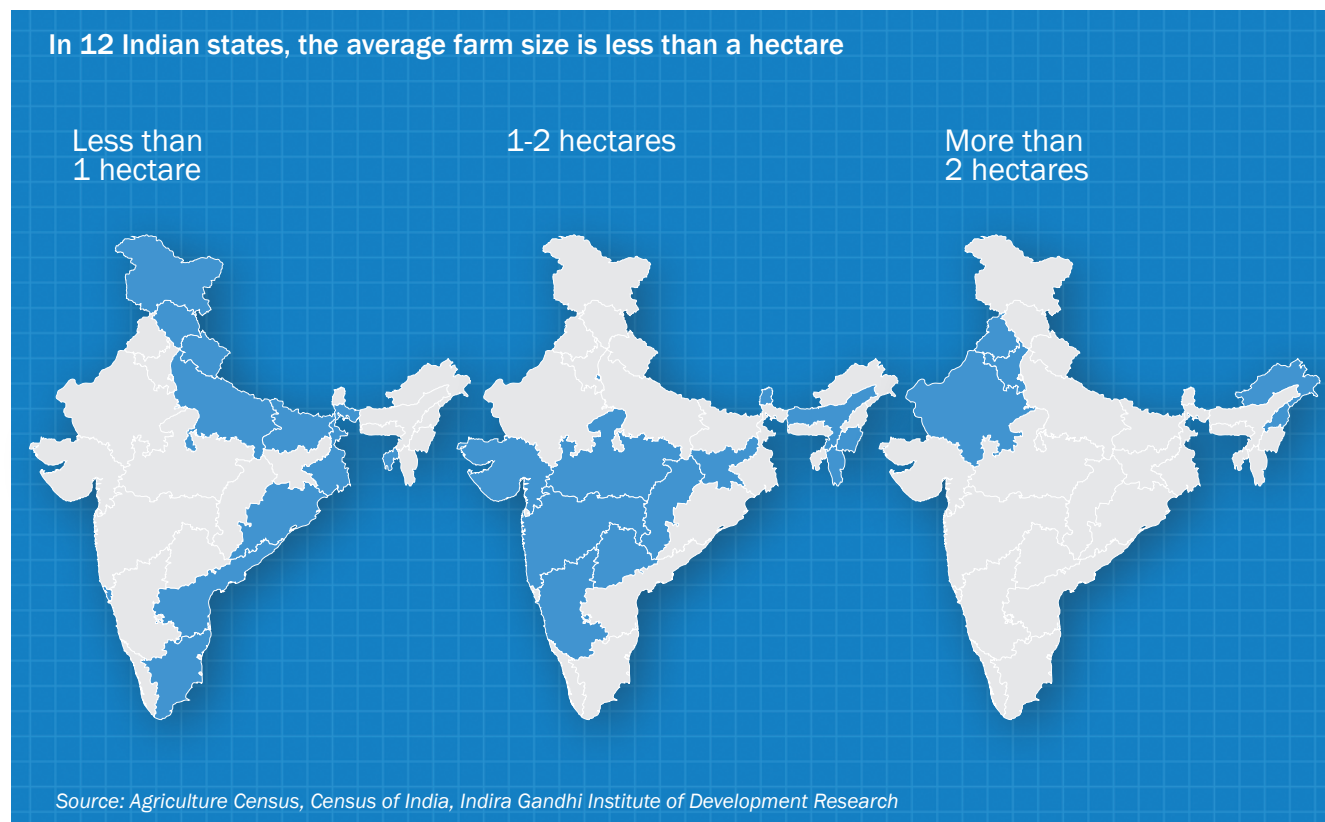 In 12 Indian states, the average farm size is less than a hectare
Less than
1 hectare
1-2 hectares
More than
2 hectares
Source: Agriculture Census, Census of India, Indira Gandhi Institute of Development Research